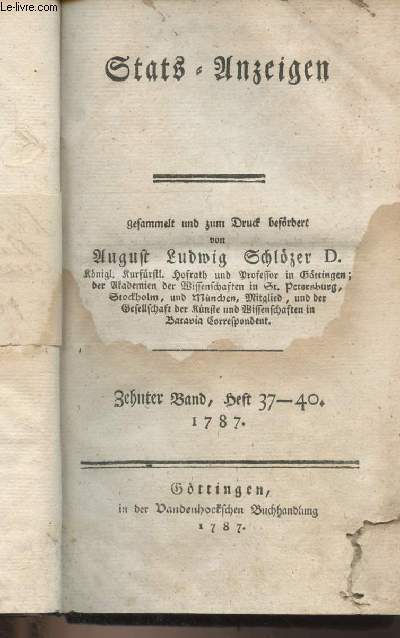 Le-livre.com
Stats-Anzeigen
gesammelt und zum Druck befördert
von
August Ludwig Schlözer D.
Königl. Kurfürstl. Hofrath und Professor in Göttingen;
der Akademien der Wissenschaften in St. Petersburg,
Stockholm, und München, Mitglied, und der
Gesellschaft der Künste und Wissenschaften in
Batavia Correspondent.
Zehnter Band, Heft 37—40.
1787.
Göttingen,
in der Vandenhoekschen Buchhandlung
1787.